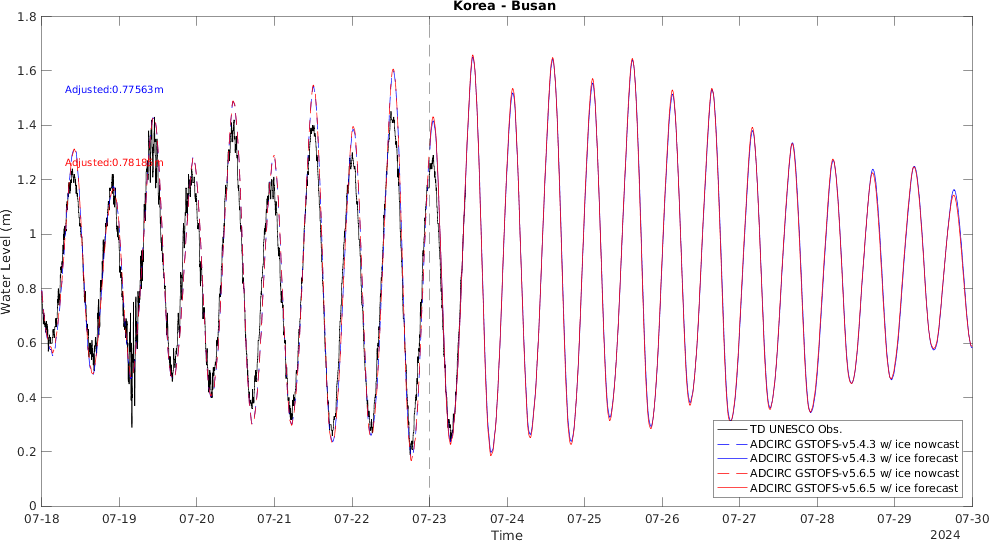 Korea - Busan
Water Level (m)
1.8
1.6
1.4
1.2
1
0.8
0.6
0.4
0.2
0
Adjusted:0.77563m
TD UNESCO Obs.
ADCIRC GSTOFS-v5.4.3 w/ ice nowcast
ADCIRC GSTOFS-v5.4.3 w/ ice forecast
ADCIRC GSTOFS-v5.6.5 w/ ice nowcast
ADCIRC GSTOFS-v5.6.5 w/ ice forecast
07-18 07-19 07-20 07-21 07-22 07-23 07-24 07-25 07-26 07-27 07-28 07-29 07-30
Time
2024